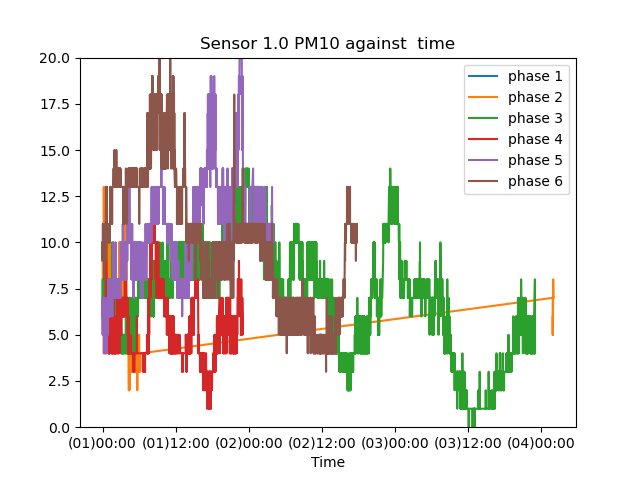 Sensor 1.0 PM10 against  time
20.0
17.5
15.0
12.5
10.0
7.5
5.0
2.5
0.0
phase 1
phase 2
phase 3
phase 4
phase 5
phase 6
(01)00:00 (01)12:00 (02)00:00 (02)12:00 (03)00:00 (03)12:00 (04)00:00
Time